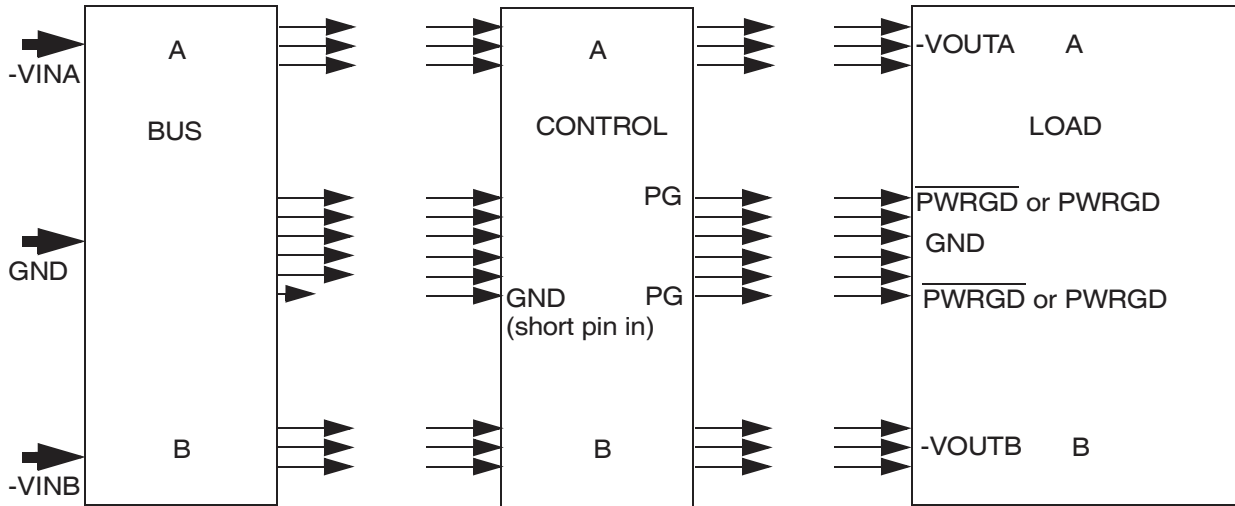 A
-VINA
BUS
GND
B
-VINB
A
CONTROL
PG
GND
PG
(short pin in)
B
-VOUTA
A
LOAD
PWRGD or PWRGD
GND
PWRGD or PWRGD
-VOUTB
B